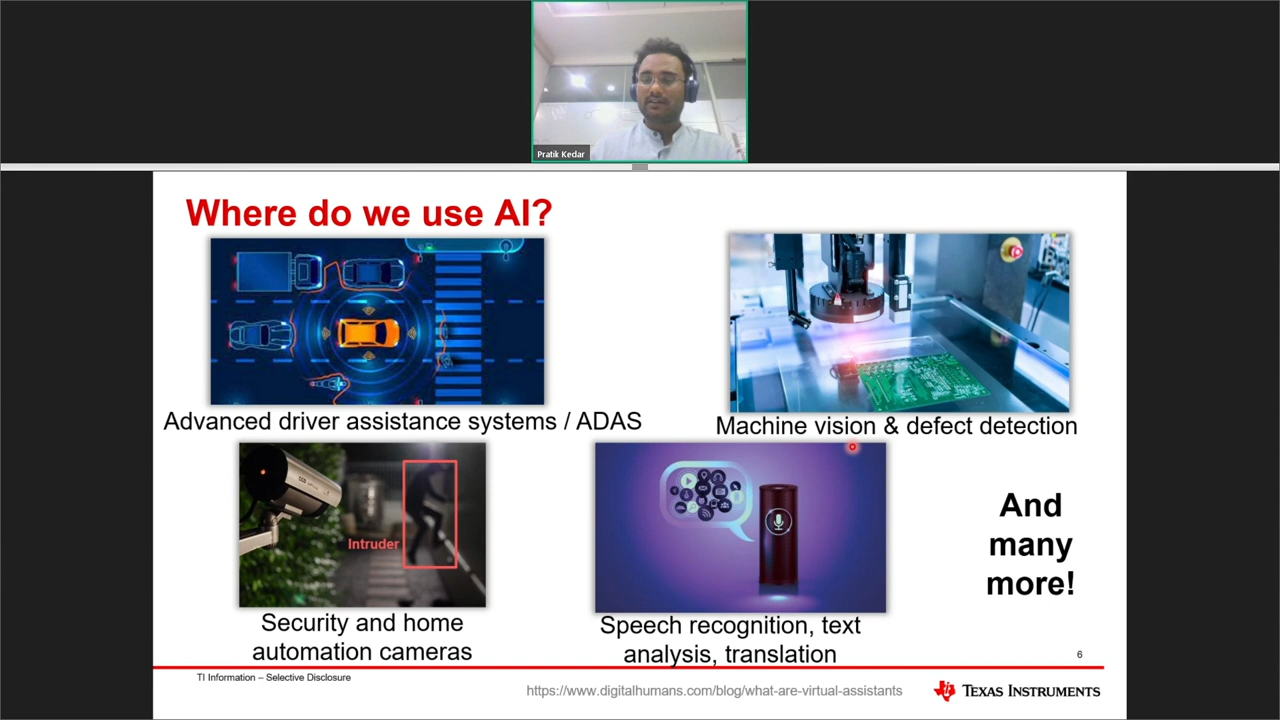 Pratik Kedar
Where do we use AI?
Advanced driver assistance systems / ADAS
Machine vision & defect detection
Intruder
Security and home
automation cameras
Speech recognition, text
analysis, translation
And
many
more!
6
TI Information – Selective Disclosure
https://www.digitalhumans.com/blog/what-are-virtual-assistants
TEXAS INSTRUMENTS